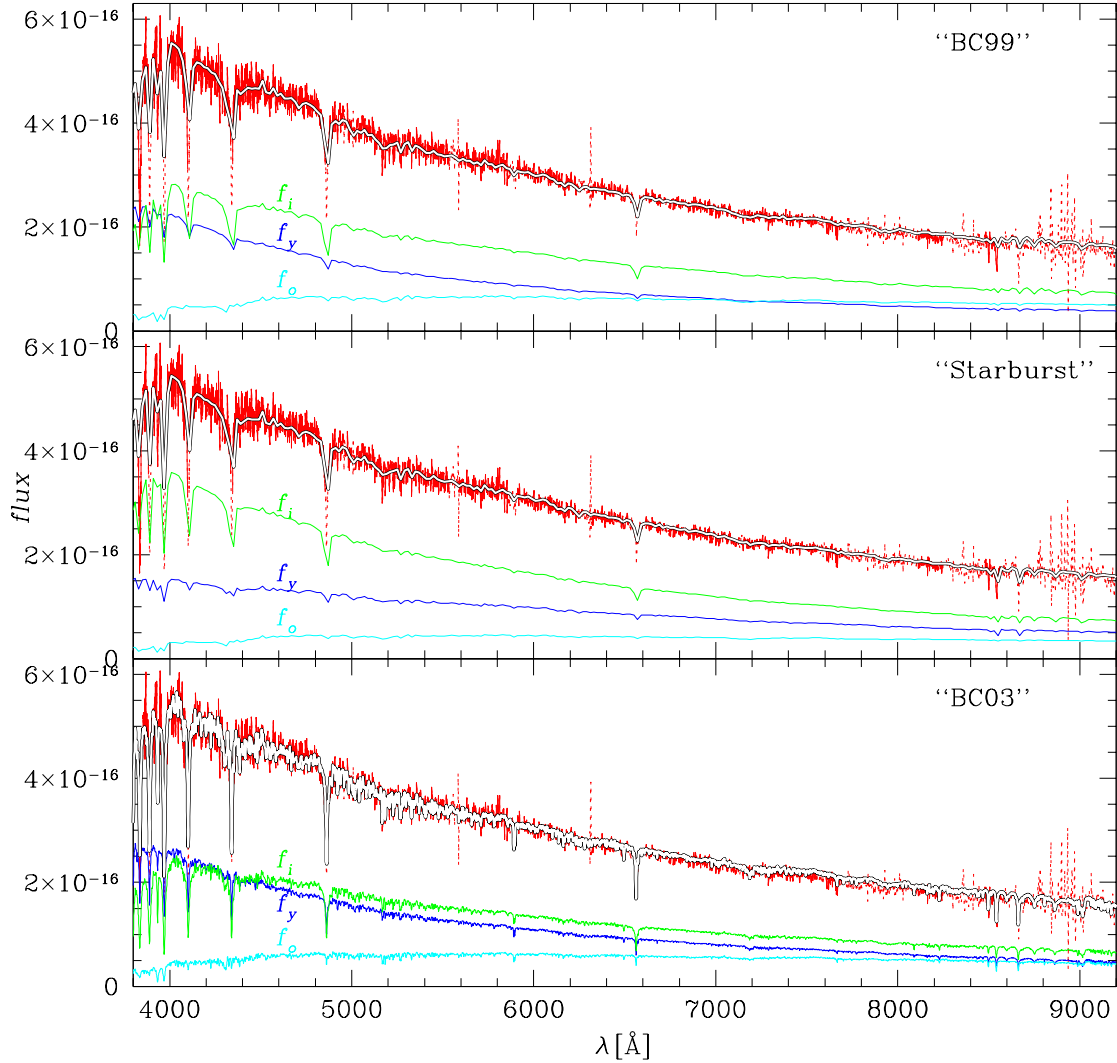 6×10⁻¹⁶
"BC99"
4×10⁻¹⁶
f_i
2×10⁻¹⁶
f_y
f_o
0
6×10⁻¹⁶
"Starburst"
4×10⁻¹⁶
flux
f_i
2×10⁻¹⁶
f_y
f_o
0
6×10⁻¹⁶
"BC03"
4×10⁻¹⁶
f_i
2×10⁻¹⁶
f_y
f_o
0
4000 5000 6000 7000 8000 9000
λ[Å]